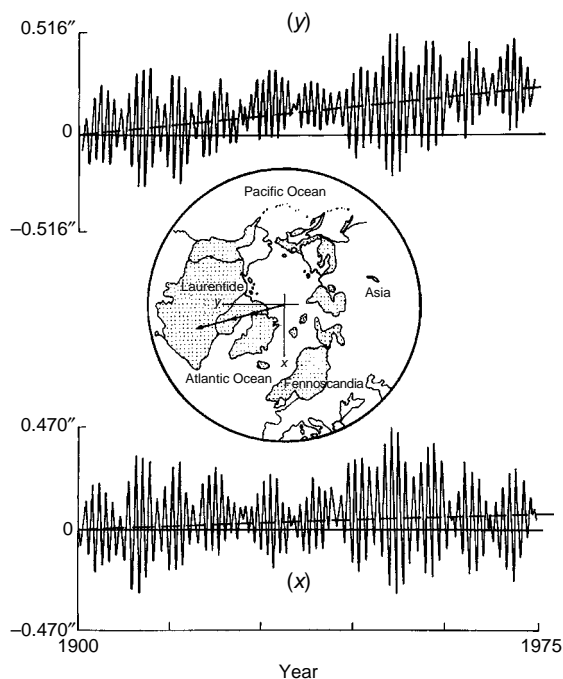 (y)
0.516″
0
−0.516″
Pacific Ocean
Laurentide
Asia
y
x
Atlantic Ocean
Fennoscandia
0.470″
0
(x)
−0.470″
1900
1975
Year